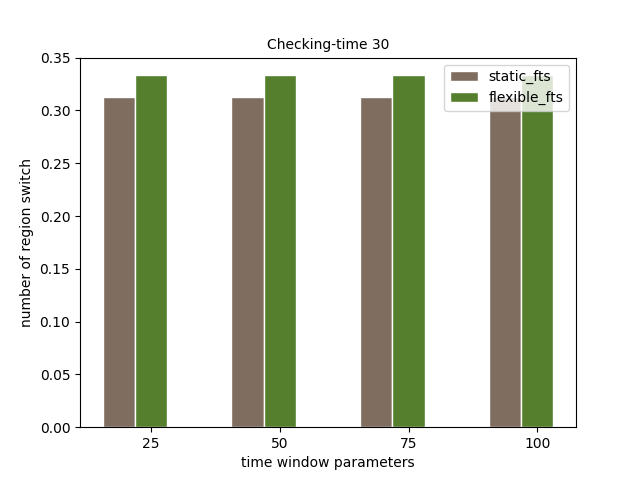 Checking-time 30
static_fts
flexible_fts
number of region switch
0.35
0.30
0.25
0.20
0.15
0.10
0.05
0.00
25 50 75 100
time window parameters